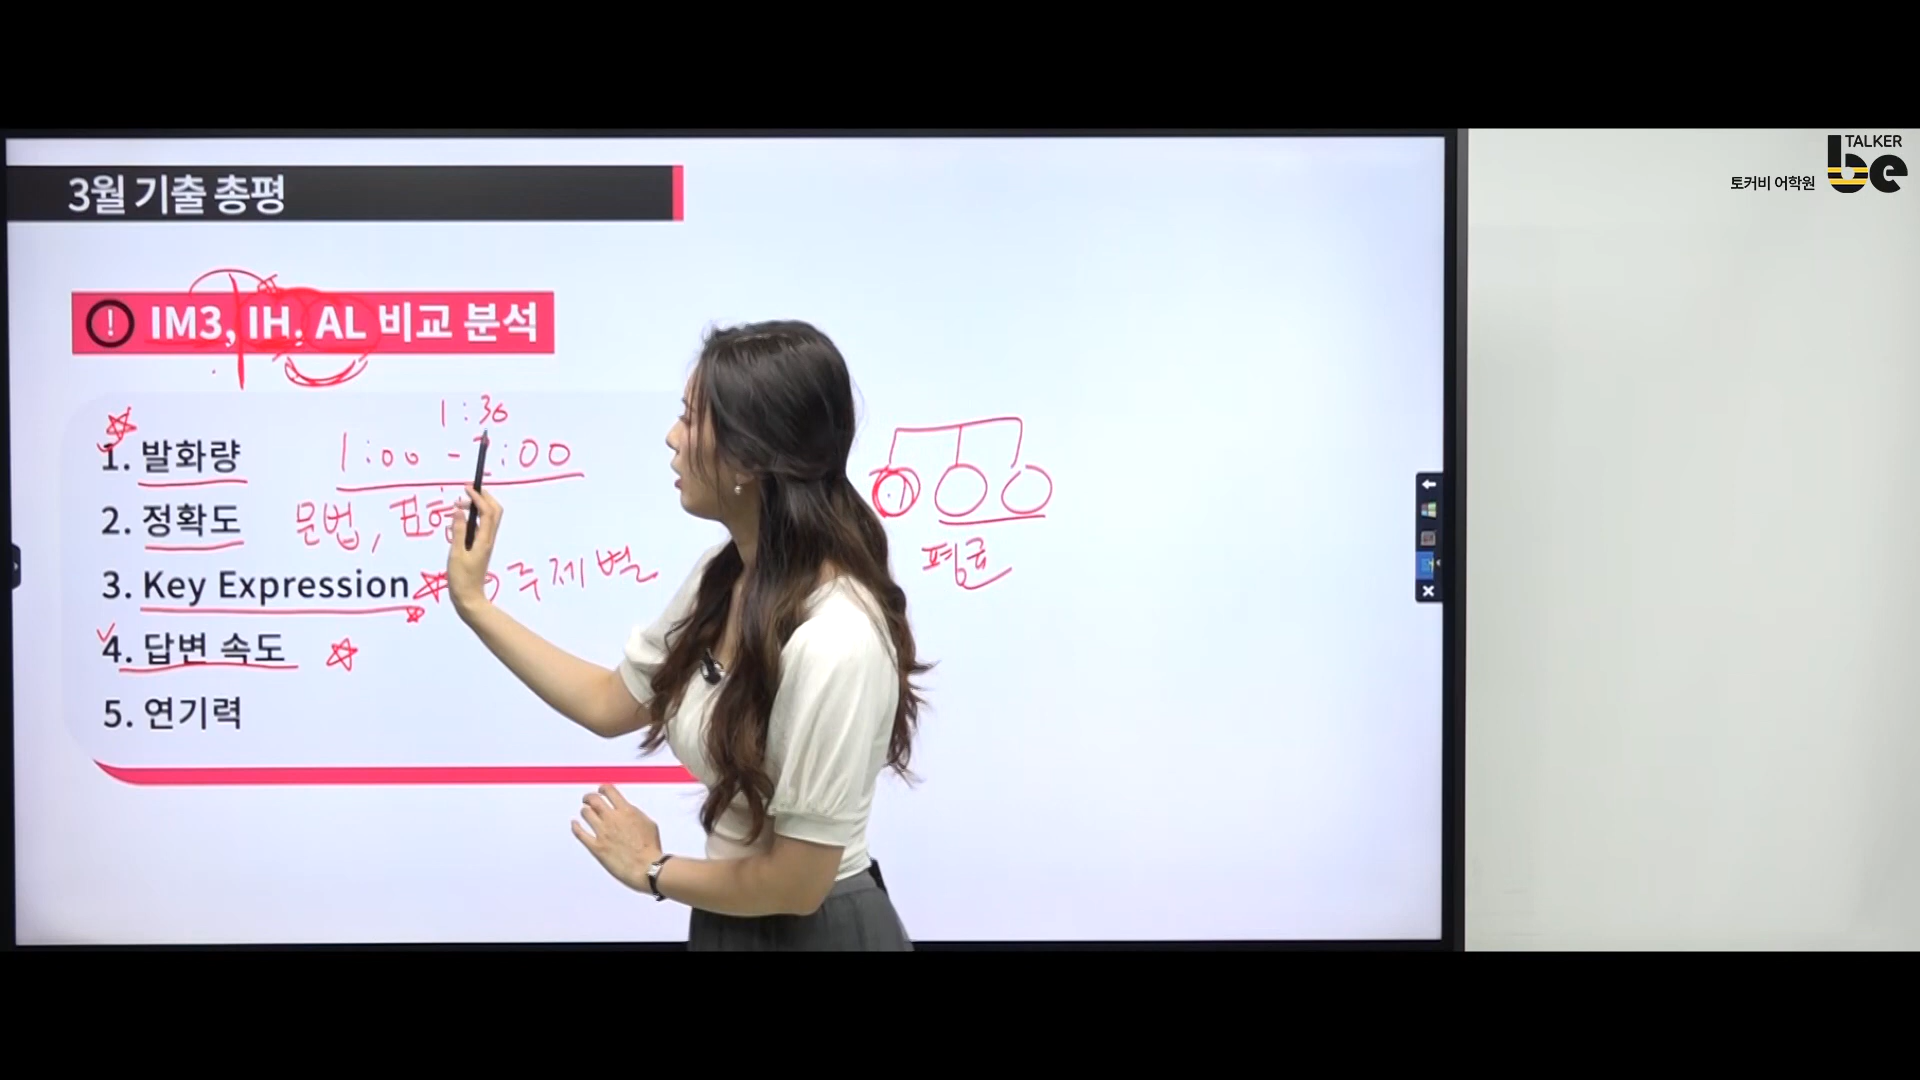 TALKER
be
토커비 어학원
3월 기출 총평
! IM3, IH. AL 비교 분석
1:30
1. 발화량 1:00 - 2:00
2. 정확도 문법, 표현
3. Key Expression 주제별
평균
4. 답변 속도
5. 연기력